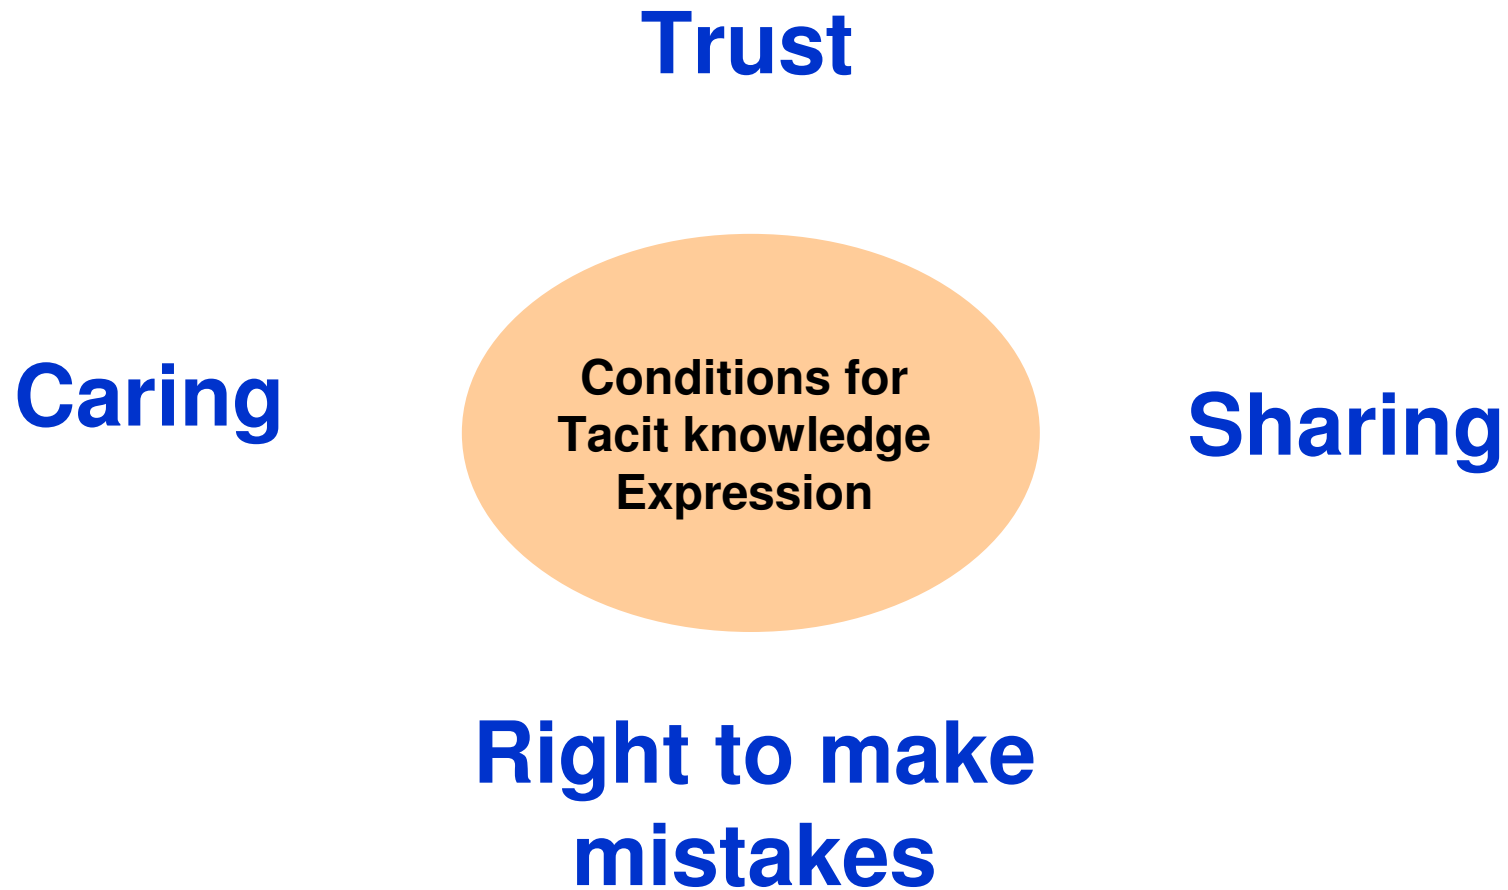 Trust
Caring
Conditions for
Tacit knowledge
Expression
Sharing
Right to make
mistakes